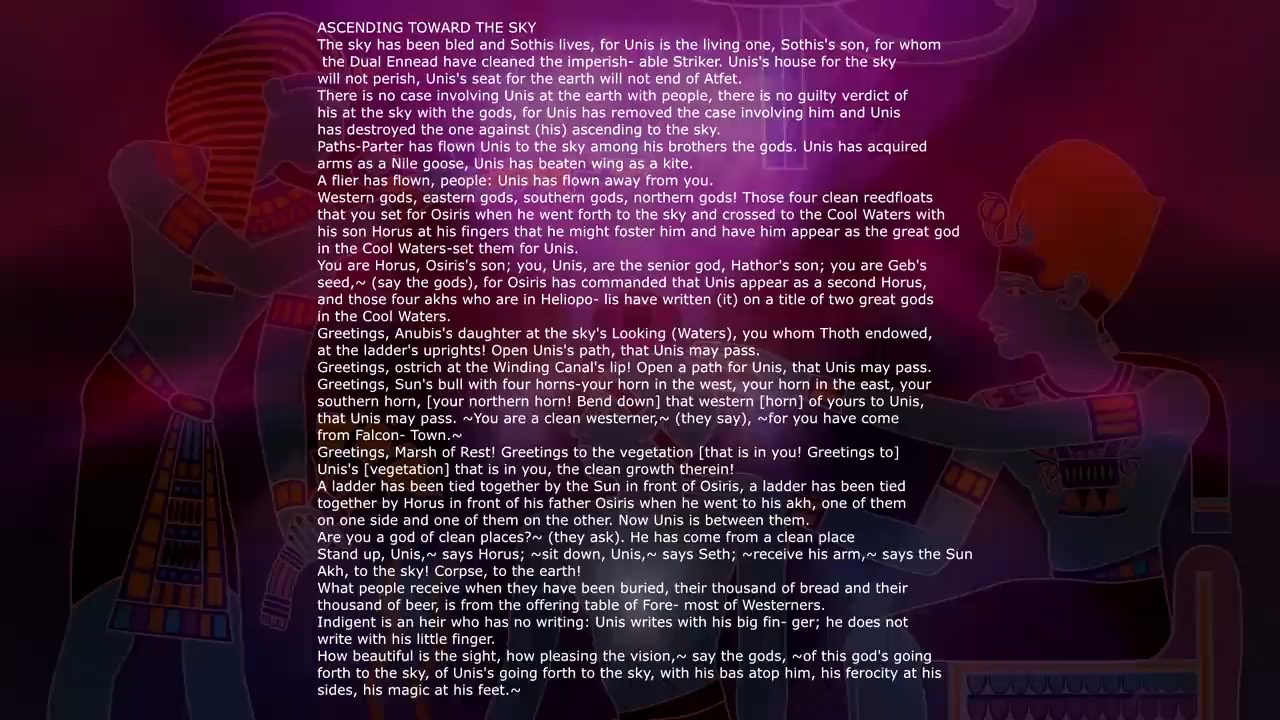 ASCENDING TOWARD THE SKY
The sky has been bled and Sothis lives, for Unis is the living one, Sothis's son, for whom
the Dual Ennead have cleaned the imperish- able Striker. Unis's house for the sky
will not perish, Unis's seat for the earth will not end of Atfet.
There is no case involving Unis at the earth with people, there is no guilty verdict of
his at the sky with the gods, for Unis has removed the case involving him and Unis
has destroyed the one against (his) ascending to the sky.
Paths-Parter has flown Unis to the sky among his brothers the gods. Unis has acquired
arms as a Nile goose, Unis has beaten wing as a kite.
A flier has flown, people: Unis has flown away from you.
Western gods, eastern gods, southern gods, northern gods! Those four clean reedfloats
that you set for Osiris when he went forth to the sky and crossed to the Cool Waters with
his son Horus at his fingers that he might foster him and have him appear as the great god
in the Cool Waters-set them for Unis.
You are Horus, Osiris's son; you, Unis, are the senior god, Hathor's son; you are Geb's
seed,~ (say the gods), for Osiris has commanded that Unis appear as a second Horus,
and those four akhs who are in Heliopo- lis have written (it) on a title of two great gods
in the Cool Waters.
Greetings, Anubis's daughter at the sky's Looking (Waters), you whom Thoth endowed,
at the ladder's uprights! Open Unis's path, that Unis may pass.
Greetings, ostrich at the Winding Canal's lip! Open a path for Unis, that Unis may pass.
Greetings, Sun's bull with four horns-your horn in the west, your horn in the east, your
southern horn, [your northern horn! Bend down] that western [horn] of yours to Unis,
that Unis may pass. ~You are a clean westerner,~ (they say), ~for you have come
from Falcon- Town.~
Greetings, Marsh of Rest! Greetings to the vegetation [that is in you! Greetings to]
Unis's [vegetation] that is in you, the clean growth therein!
A ladder has been tied together by the Sun in front of Osiris, a ladder has been tied
together by Horus in front of his father Osiris when he went to his akh, one of them
on one side and one of them on the other. Now Unis is between them.
Are you a god of clean places?~ (they ask). He has come from a clean place
Stand up, Unis,~ says Horus; ~sit down, Unis,~ says Seth; ~receive his arm,~ says the Sun
Akh, to the sky! Corpse, to the earth!
What people receive when they have been buried, their thousand of bread and their
thousand of beer, is from the offering table of Fore- most of Westerners.
Indigent is an heir who has no writing: Unis writes with his big fin- ger; he does not
write with his little finger.
How beautiful is the sight, how pleasing the vision,~ say the gods, ~of this god's going
forth to the sky, of Unis's going forth to the sky, with his bas atop him, his ferocity at his
sides, his magic at his feet.~